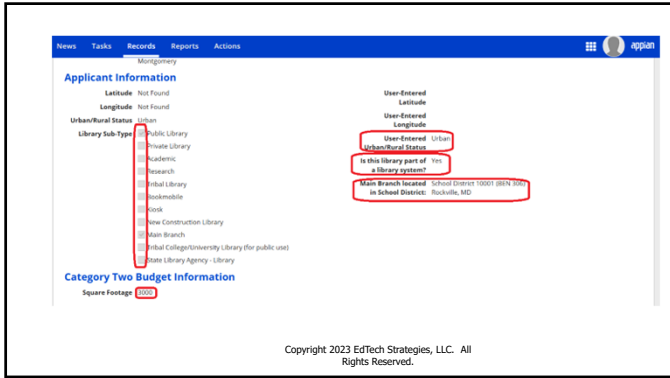 News Tasks Records Reports Actions appian
Montgomery
Applicant Information
Latitude Not Found
Longitude Not Found
Urban/Rural Status Urban
Library Sub-Type Public Library
Private Library
Academic
Research
Tribal Library
Bookmobile
Kiosk
New Construction Library
Main Branch
Tribal College/University Library (for public use)
State Library Agency - Library
User-Entered
Latitude
User-Entered
Longitude
User-Entered Urban
Urban/Rural Status
Is this library part of Yes
a library system?
Main Branch located School District 10001 (BEN 306)
in School District: Rockville, MD
Category Two Budget Information
Square Footage 3000
Copyright 2023 EdTech Strategies, LLC. All
Rights Reserved.